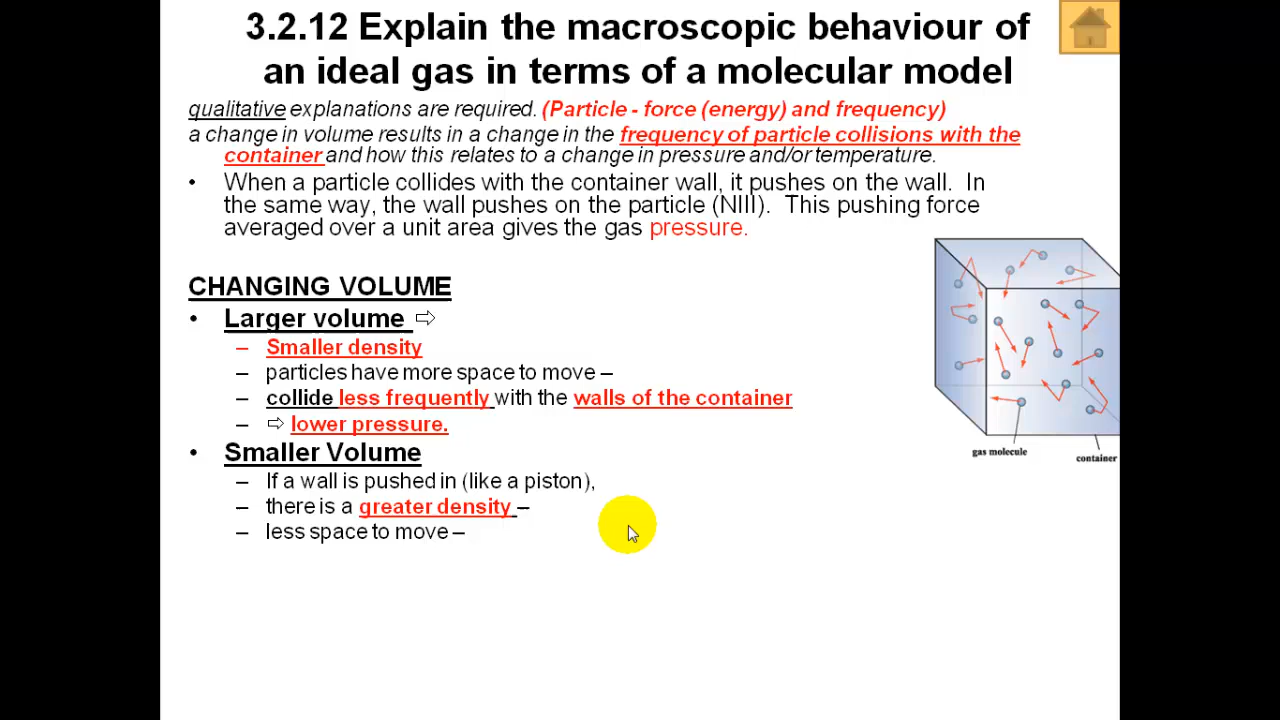 3.2.12 Explain the macroscopic behaviour of
an ideal gas in terms of a molecular model
qualitative explanations are required. (Particle - force (energy) and frequency)
a change in volume results in a change in the frequency of particle collisions with the
container and how this relates to a change in pressure and/or temperature.
• When a particle collides with the container wall, it pushes on the wall. In
the same way, the wall pushes on the particle (NIII). This pushing force
averaged over a unit area gives the gas pressure.
CHANGING VOLUME
• Larger volume ⇨
– Smaller density
– particles have more space to move –
– collide less frequently with the walls of the container
– ⇨ lower pressure.
• Smaller Volume
– If a wall is pushed in (like a piston),
– there is a greater density –
– less space to move –
gas molecule
container